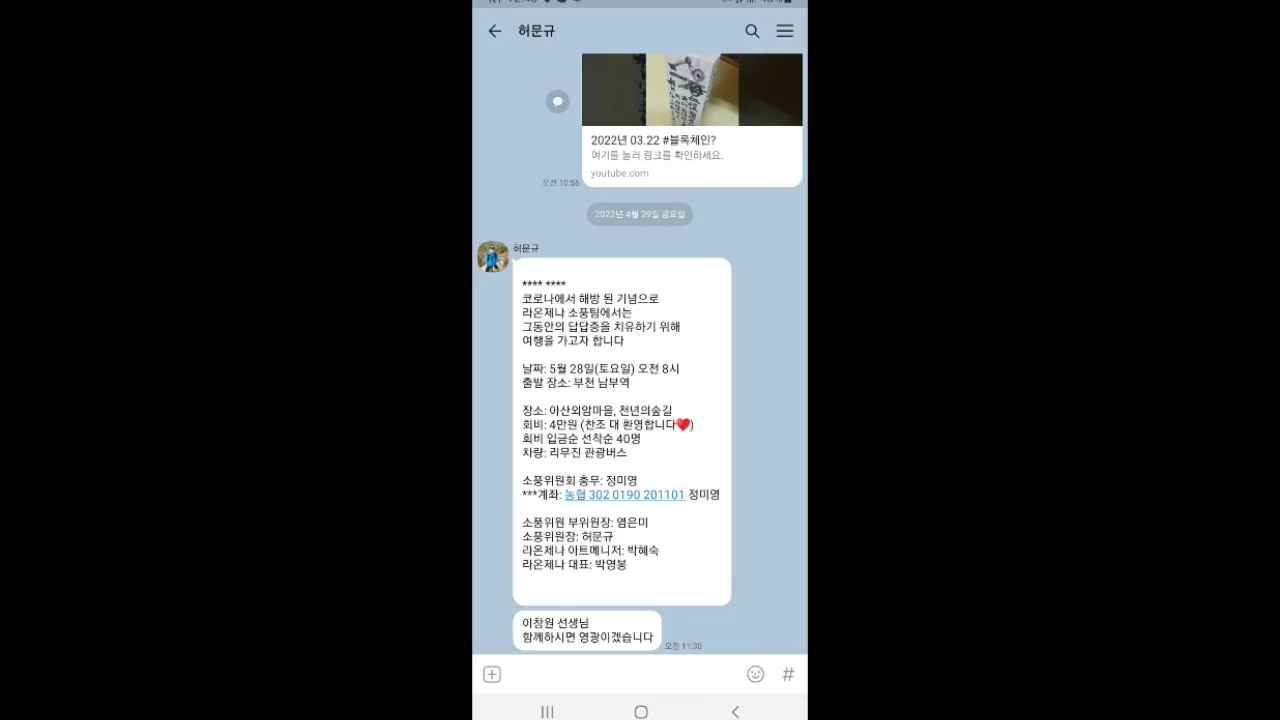 허문규
2022년 03.22 #블록체인?
여기를 눌러 링크를 확인하세요.
youtube.com
오전 10:56
2022년 4월 29일 금요일
허문규
**** ****
코로나에서 해방 된 기념으로
라온제나 소풍팀에서는
그동안의 답답증을 치유하기 위해
여행을 가고자 합니다
날짜: 5월 28일(토요일) 오전 8시
출발 장소: 부천 남부역
장소: 아산외암마을, 천년의숲길
회비: 4만원 (찬조 대 환영합니다❤️)
회비 입금순 선착순 40명
차량: 리무진 관광버스
소풍위원회 총무: 정미영
***계좌: 농협 302 0190 201101 정미영
소풍위원 부위원장: 염은미
소풍위원장: 허문규
라온제나 아트메니저: 박혜숙
라온제나 대표: 박영봉
이창원 선생님
함께하시면 영광이겠습니다
오전 11:30
#